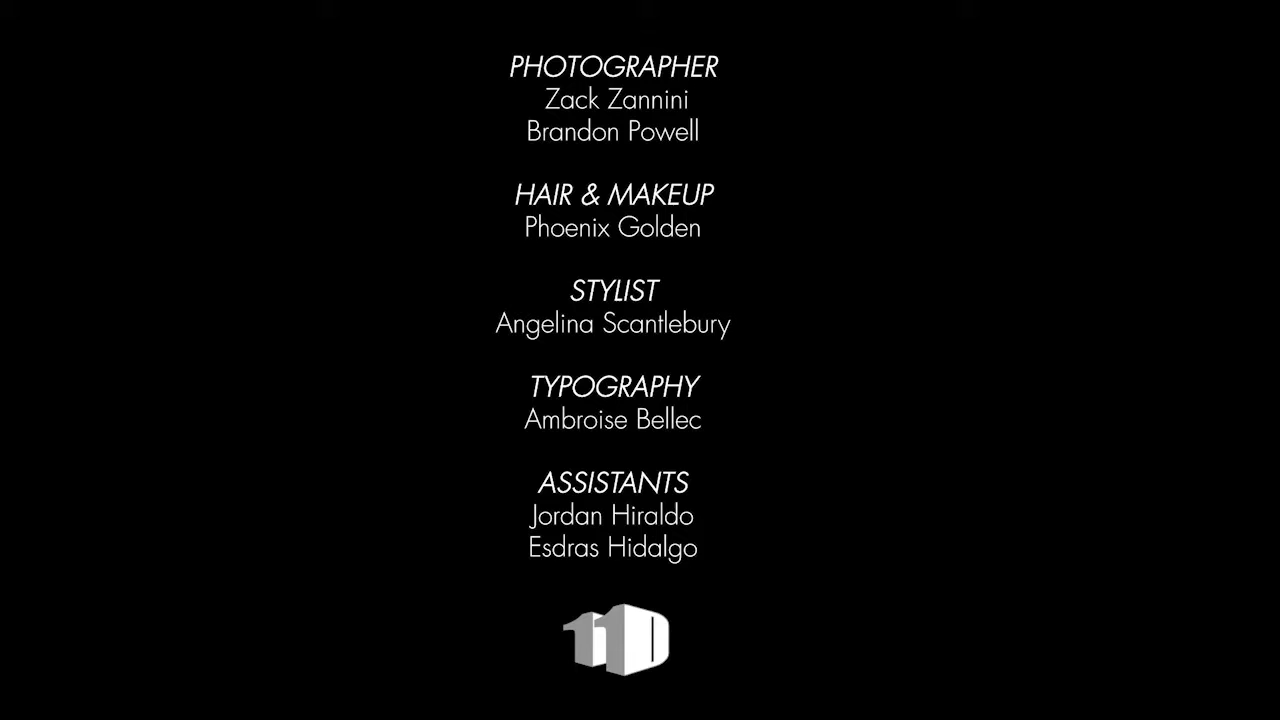 PHOTOGRAPHER
Zack Zannini
Brandon Powell
HAIR & MAKEUP
Phoenix Golden
STYLIST
Angelina Scantlebury
TYPOGRAPHY
Ambroise Bellec
ASSISTANTS
Jordan Hiraldo
Esdras Hidalgo
11D